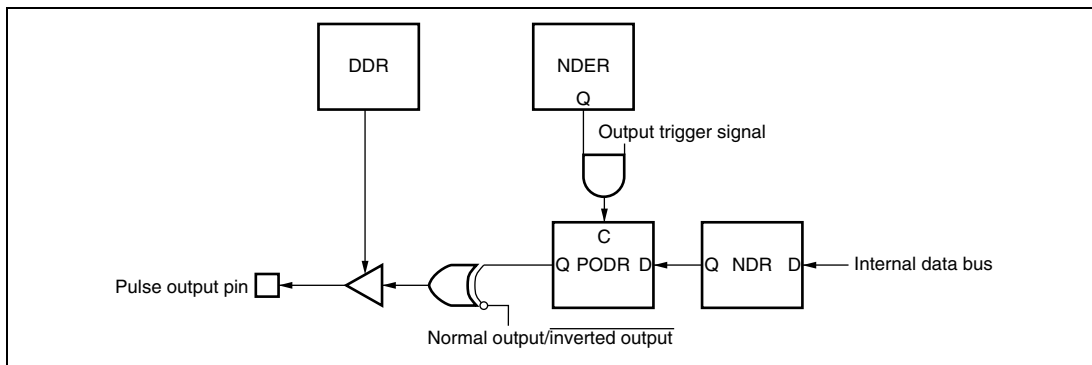 DDR
NDER
Q
Output trigger signal
C
Q PODR D
Q NDR D
Internal data bus
Pulse output pin
Normal output/inverted output